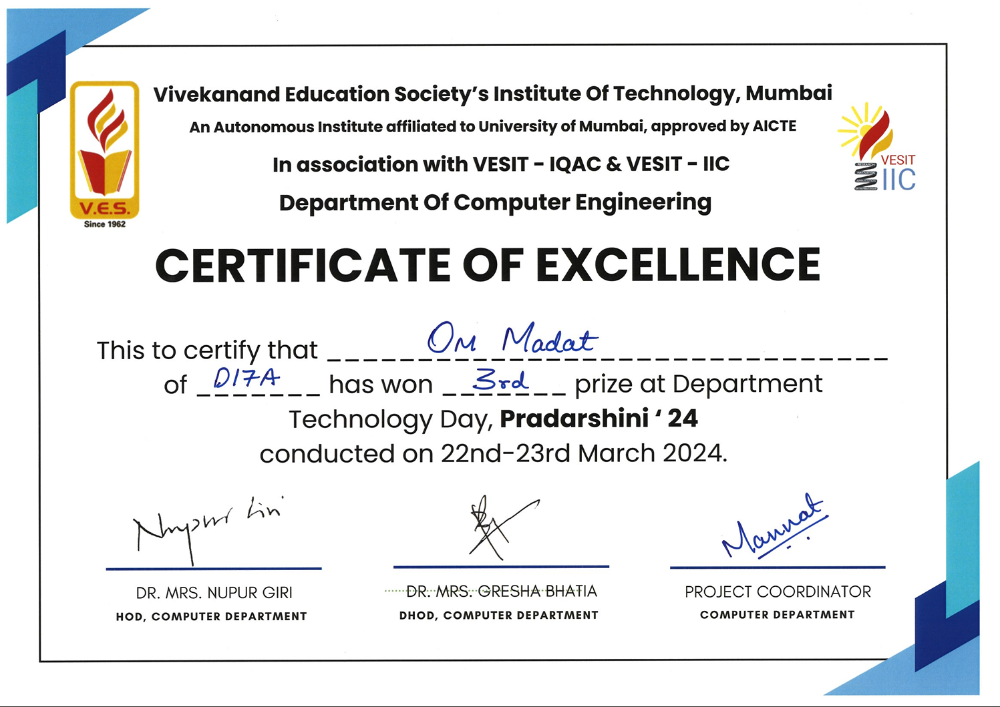 Vivekanand Education Society's Institute Of Technology, Mumbai
An Autonomous Institute affiliated to University of Mumbai, approved by AICTE
In association with VESIT - IQAC & VESIT - IIC
Department Of Computer Engineering
V.E.S.
Since 1962
VESIT
IIC
CERTIFICATE OF EXCELLENCE
This to certify that Om Madat
of D17A has won 3rd prize at Department
Technology Day, Pradarshini ‘ 24
conducted on 22nd-23rd March 2024.
Nupur Giri
Mannat
DR. MRS. NUPUR GIRI
HOD, COMPUTER DEPARTMENT
DR. MRS. GRESHA BHATIA
DHOD, COMPUTER DEPARTMENT
PROJECT COORDINATOR
COMPUTER DEPARTMENT